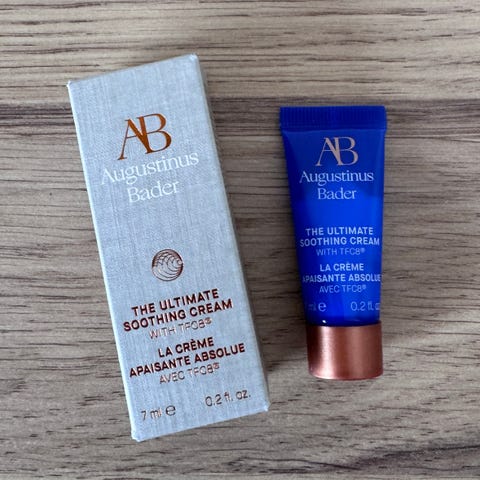 AB
Augustinus
Bader
THE ULTIMATE
SOOTHING CREAM
WITH TFC8®
LA CRÈME
APAISANTE ABSOLUE
AVEC TFC8®
7 ml ℮ 0.2 fl. oz.
AB
Augustinus
Bader
THE ULTIMATE
SOOTHING CREAM
WITH TFC8®
LA CRÈME
APAISANTE ABSOLUE
AVEC TFC8®
ml ℮ 0.2 fl. oz